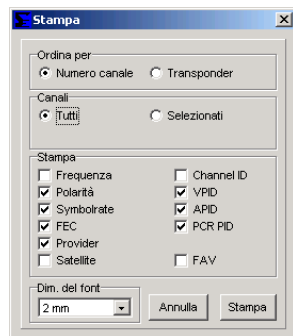 Stampa
Ordina per
Numero canale Transponder
Canali
Tutti Selezionati
Stampa
Frequenza Channel ID
Polarità VPID
Symbolrate APID
FEC PCR PID
Provider
Satellite FAV
Dim. del font
2 mm Annulla Stampa